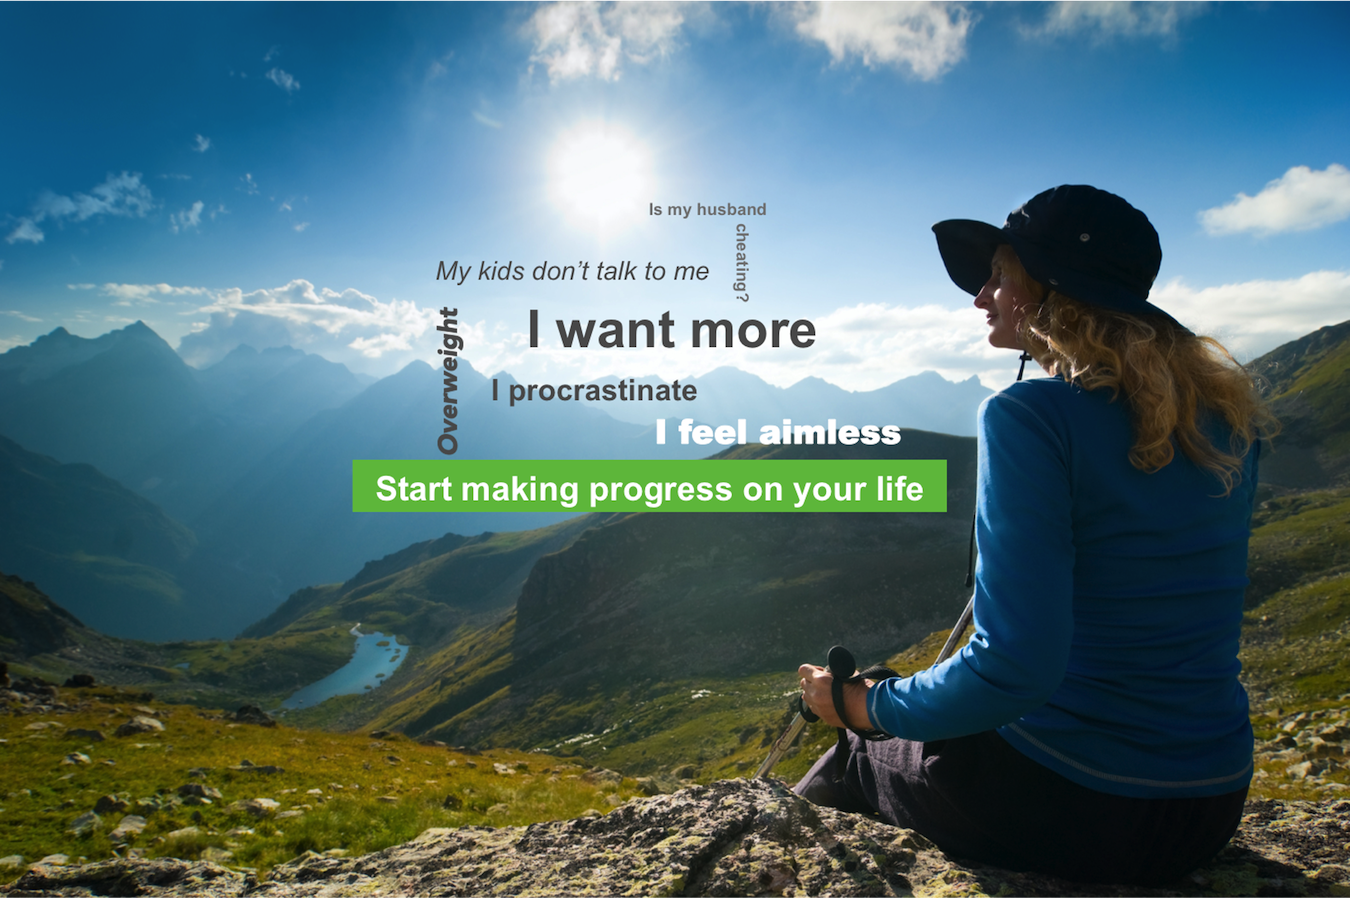 Is my husband
cheating?
My kids don't talk to me
Overweight
I want more
I procrastinate
I feel aimless
Start making progress on your life